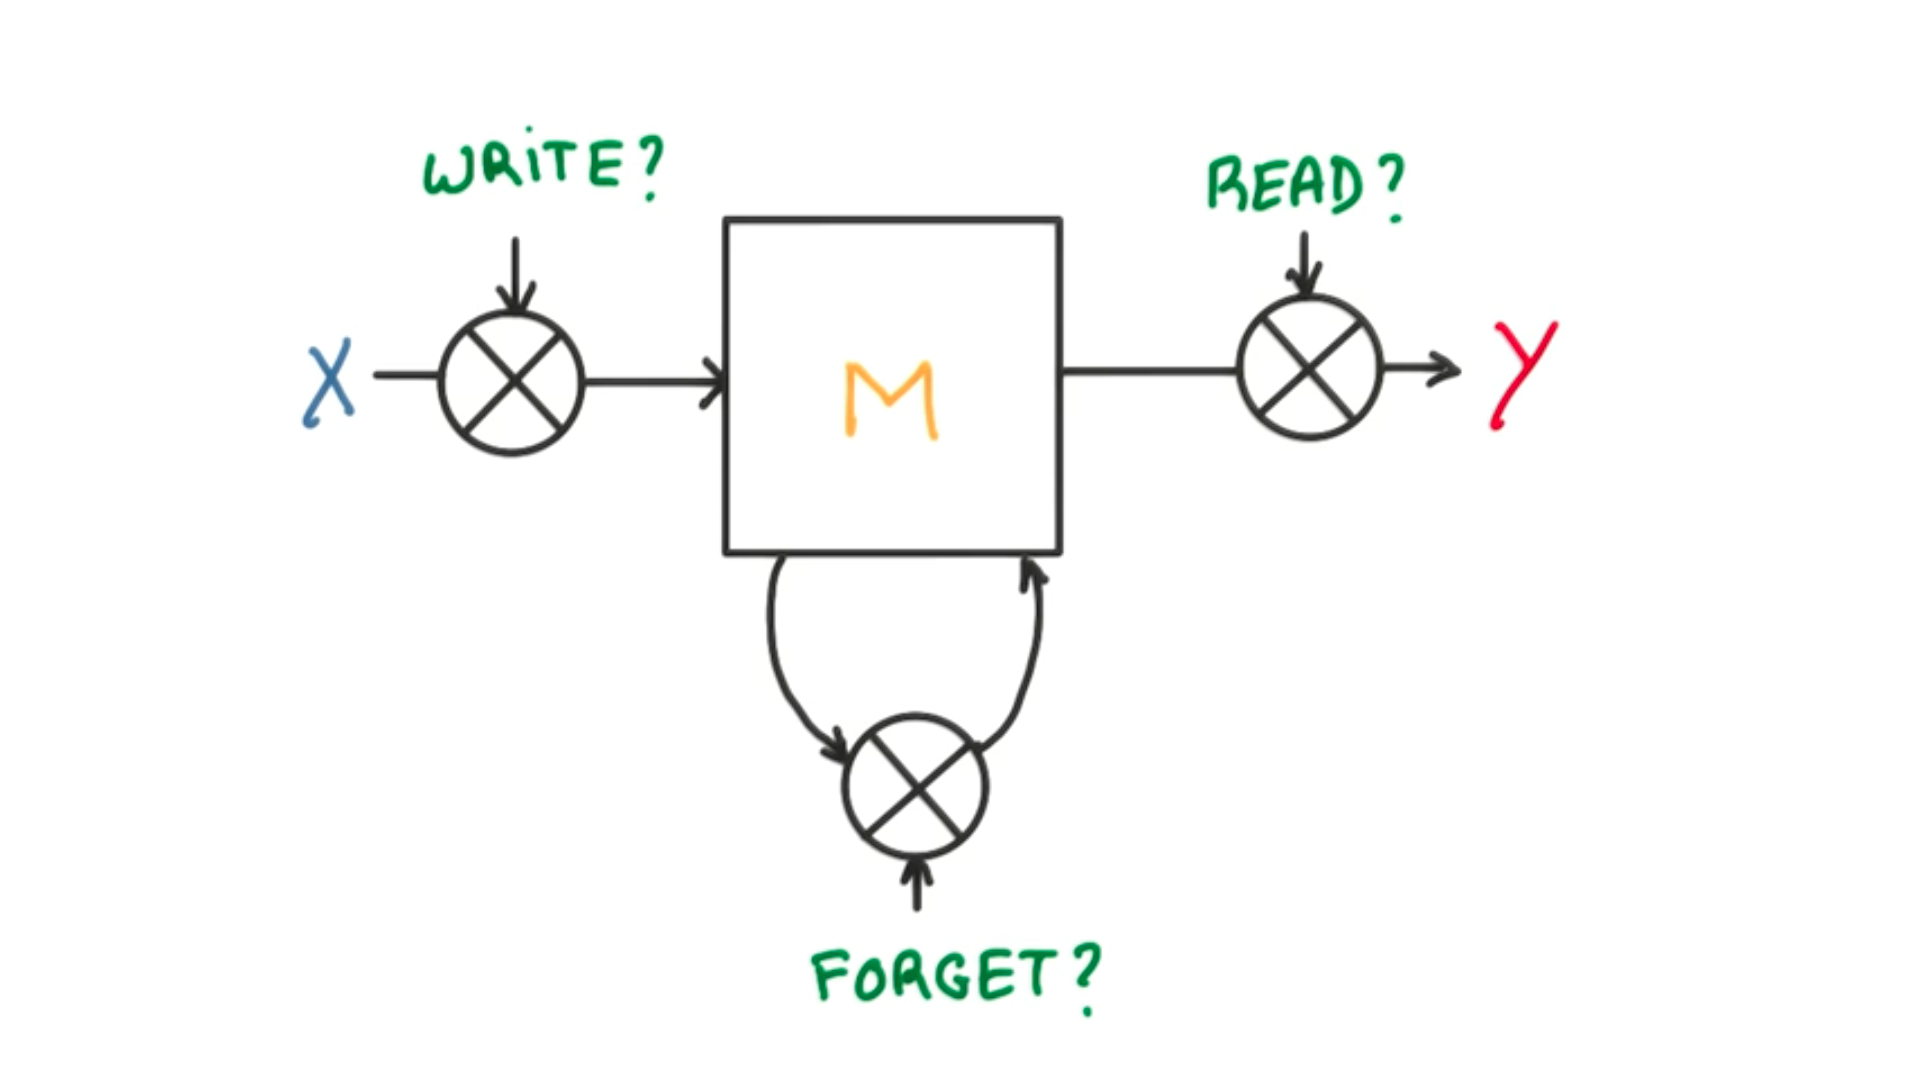 WRiTE?
READ?
X
M
Y
FORGET?